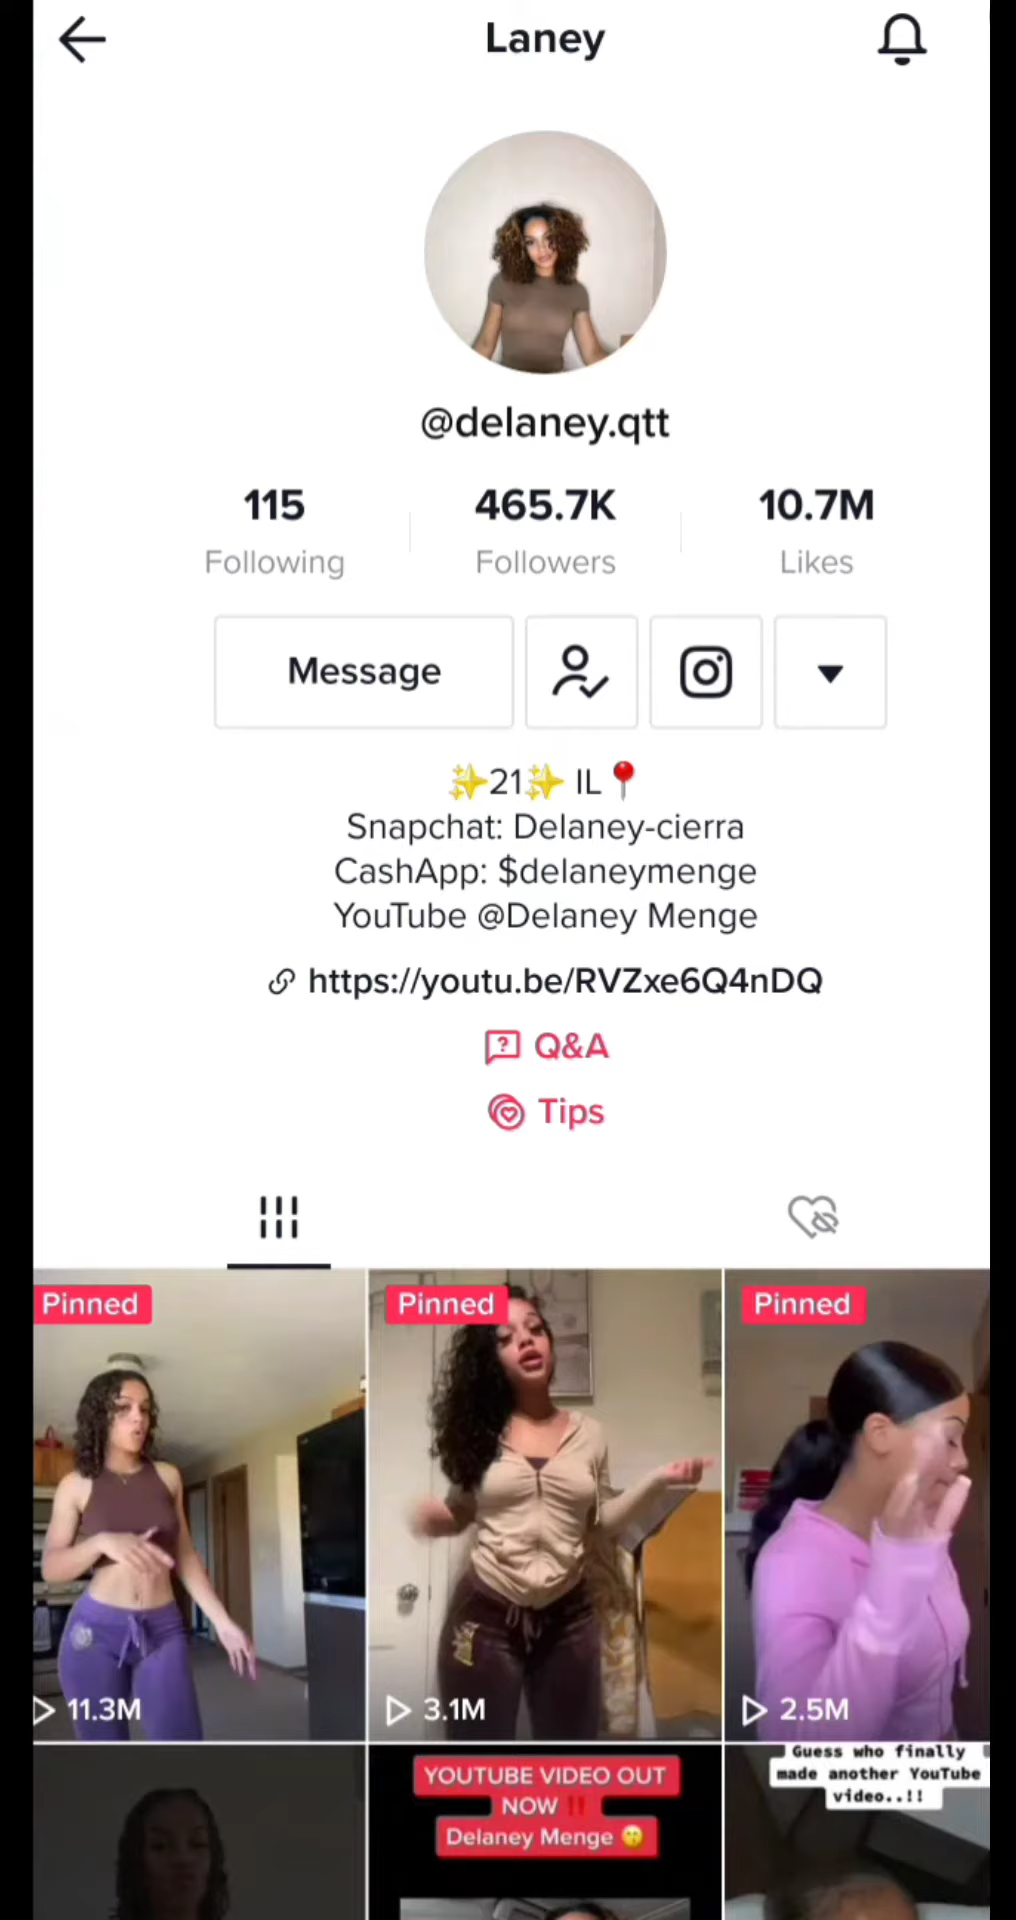 Laney
@delaney.qtt
115 465.7K 10.7M
Following Followers Likes
Message
✨21✨ IL📍
Snapchat: Delaney-cierra
CashApp: $delaneymenge
YouTube @Delaney Menge
https://youtu.be/RVZxe6Q4nDQ
Q&A
Tips
Pinned Pinned Pinned
11.3M 3.1M 2.5M
YOUTUBE VIDEO OUT
NOW ‼️
Delaney Menge 😙
Guess who finally
made another YouTube
video..!!